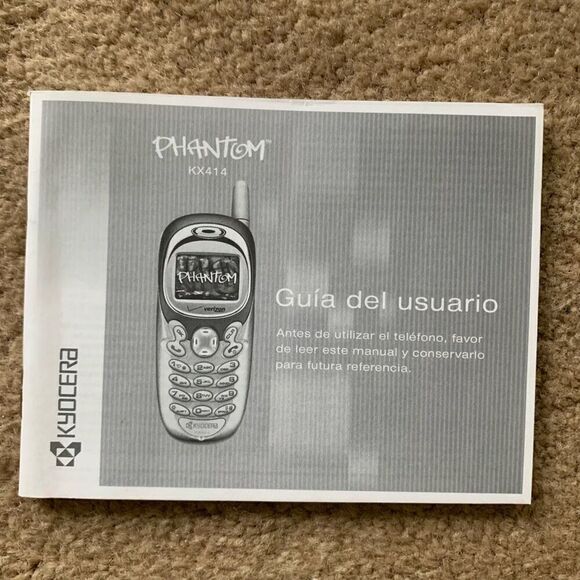 PHANTOM™
KX414
PHANTOM
verizon
KYOCERA
Guía del usuario
Antes de utilizar el teléfono, favor
de leer este manual y conservarlo
para futura referencia.
KYOCERA